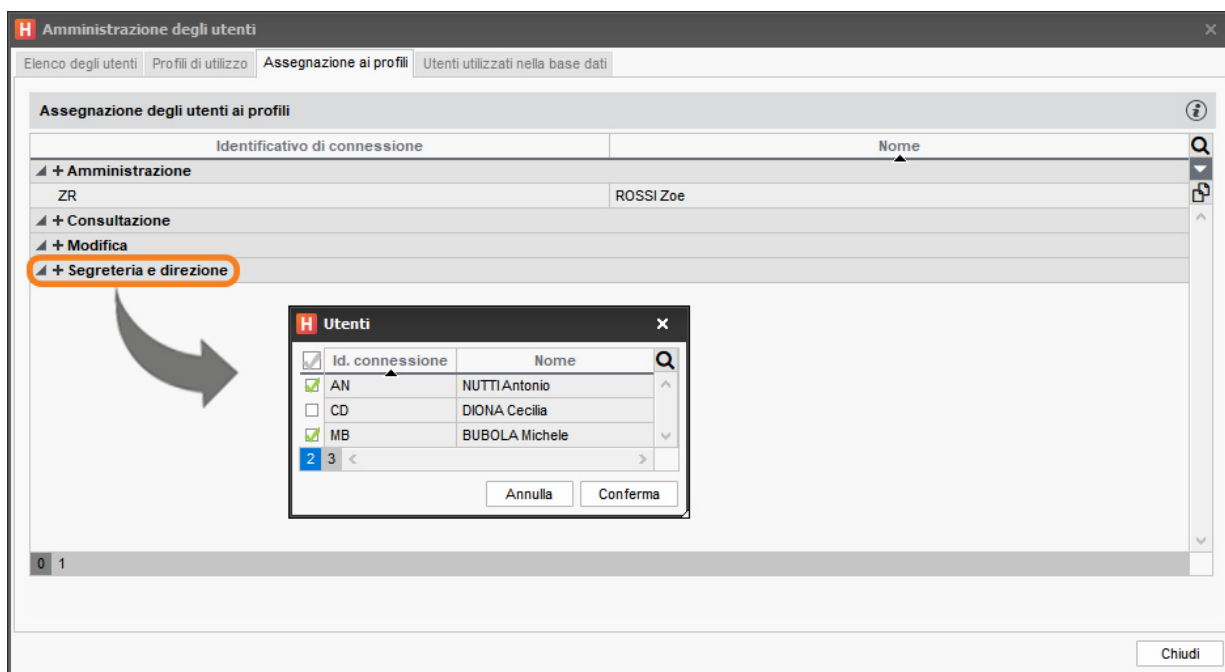 H Amministrazione degli utenti
Elenco degli utenti Profili di utilizzo Assegnazione ai profili Utenti utilizzati nella base dati
Assegnazione degli utenti ai profili i
Identificativo di connessione Nome
+ Amministrazione
ZR ROSSI Zoe
+ Consultazione
+ Modifica
+ Segreteria e direzione
H Utenti
Id. connessione Nome
AN NUTTI Antonio
CD DIONA Cecilia
MB BUBOLA Michele
2 3 < >
Annulla Conferma
0 1
Chiudi